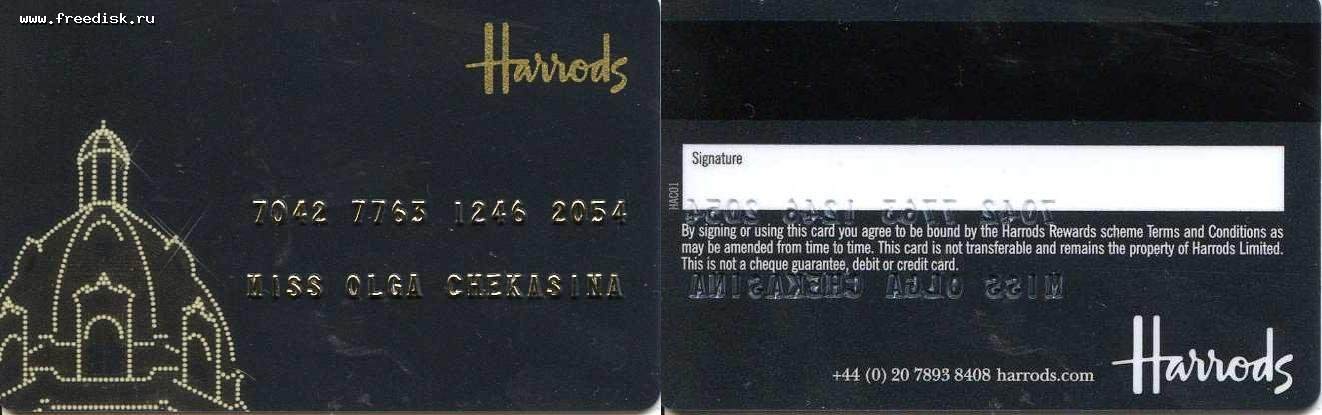 www.freedisk.ru
Harrods
7042 7763 1246 2054
MISS OLGA CHEKASINA
Signature
HAC01
By signing or using this card you agree to be bound by the Harrods Rewards scheme Terms and Conditions as
may be amended from time to time. This card is not transferable and remains the property of Harrods Limited.
This is not a cheque guarantee, debit or credit card.
+44 (0) 20 7893 8408 harrods.com
Harrods